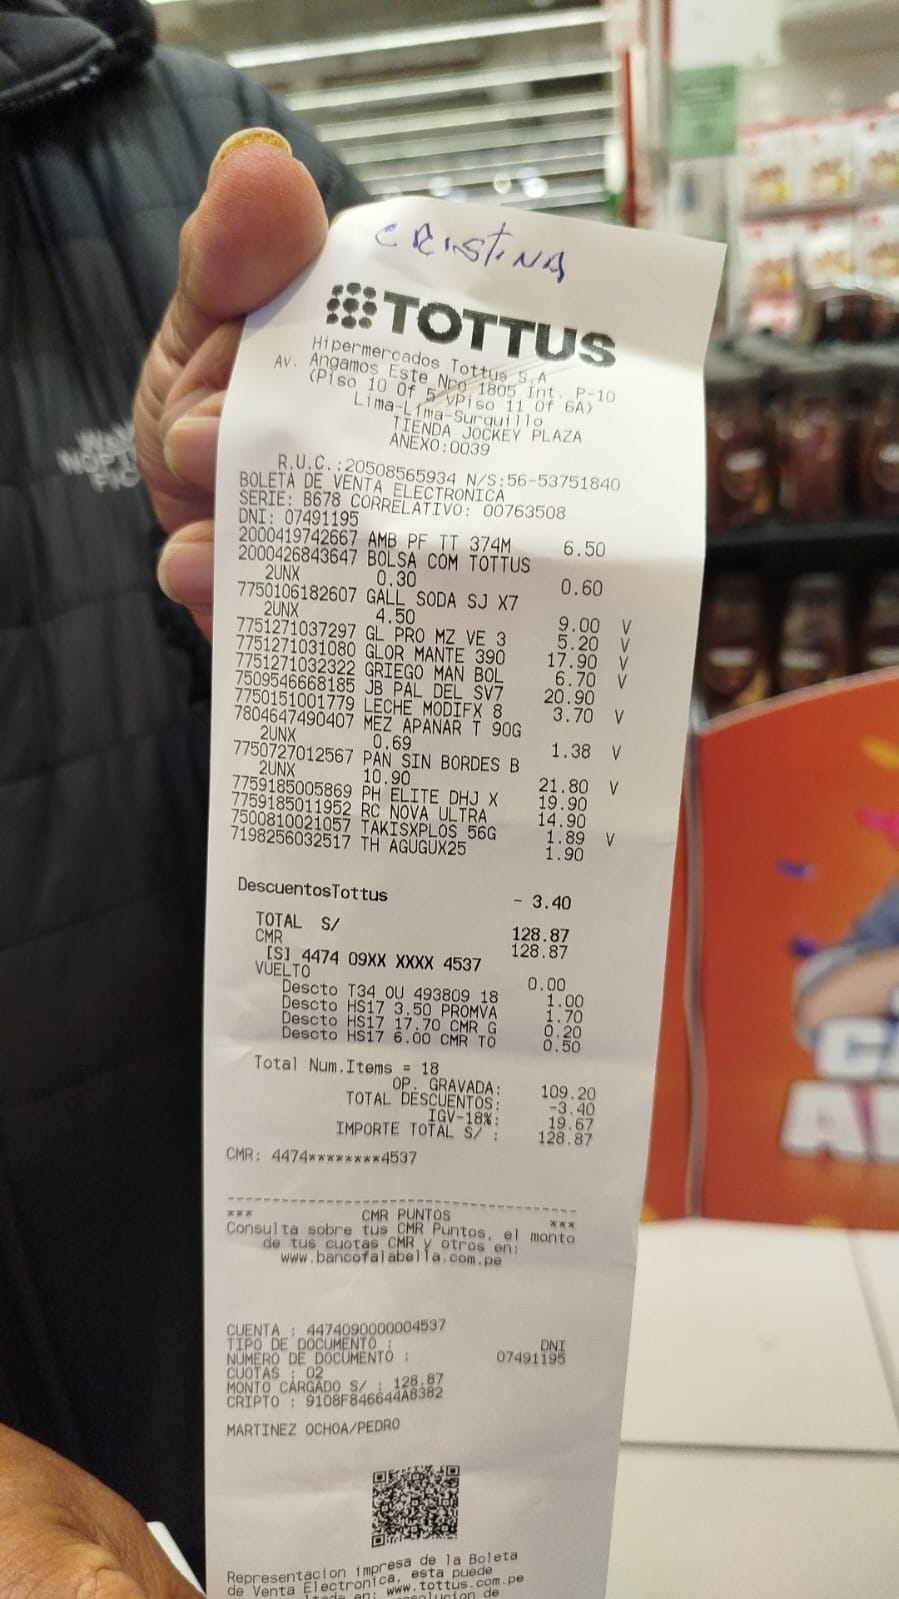 CRISTINA
TOTTUS
Hipermercados Tottus S.A
Av. Angamos Este Nro 1805 Int. P-10
(Piso 10 Of 5 yPiso 11 Of 6A)
Lima-Lima-Surquillo
TIENDA JOCKEY PLAZA
ANEXO:0039
R.U.C.:20508565934 N/S:56-53751840
BOLETA DE VENTA ELECTRONICA
SERIE: B678 CORRELATIVO: 00763508
DNI: 07491195
2000419742667 AMB PF TT 374M 6.50
2000426843647 BOLSA COM TOTTUS
2UNX 0.30 0.60
7750106182607 GALL SODA SJ X7
2UNX 4.50 9.00 V
7751271037297 GL PRO MZ VE 3 5.20 V
7751271031080 GLOR MANTE 390 17.90 V
7751271032322 GRIEGO MAN BOL 6.70 V
7509546668185 JB PAL DEL SV7 20.90
7750151001779 LECHE MODIFX 8 3.70 V
7804647490407 MEZ APANAR T 90G
2UNX 0.69 1.38 V
7750727012567 PAN SIN BORDES B
2UNX 10.90 21.80 V
7759185005869 PH ELITE DHJ X 19.90
7759185011952 RC NOVA ULTRA 14.90
7500810021057 TAKISXPLOS 56G 1.89 V
7198256032517 TH AGUGUX25 1.90
DescuentosTottus - 3.40
TOTAL S/ 128.87
CMR 128.87
[S] 4474 09XX XXXX 4537
VUELTO 0.00
Descto T34 OU 493809 18 1.00
Descto HS17 3.50 PROMVA 1.70
Descto HS17 17.70 CMR G 0.20
Descto HS17 6.00 CMR TO 0.50
Total Num.Items = 18
OP. GRAVADA: 109.20
TOTAL DESCUENTOS: -3.40
IGV-18%: 19.67
IMPORTE TOTAL S/ : 128.87
CMR: 4474********4537
*** CMR PUNTOS ***
Consulta sobre tus CMR Puntos, el monto
de tus cuotas CMR y otros en:
www.bancofalabella.com.pe
CUENTA : 4474090000004537
TIPO DE DOCUMENTO : DNI
NUMERO DE DOCUMENTO : 07491195
CUOTAS : 02
MONTO CARGADO S/ : 128.87
CRIPTO : 9108F846644A8382
MARTINEZ OCHOA/PEDRO
Representacion impresa de la Boleta
de Venta Electronica, esta puede
en: www.tottus.com.pe